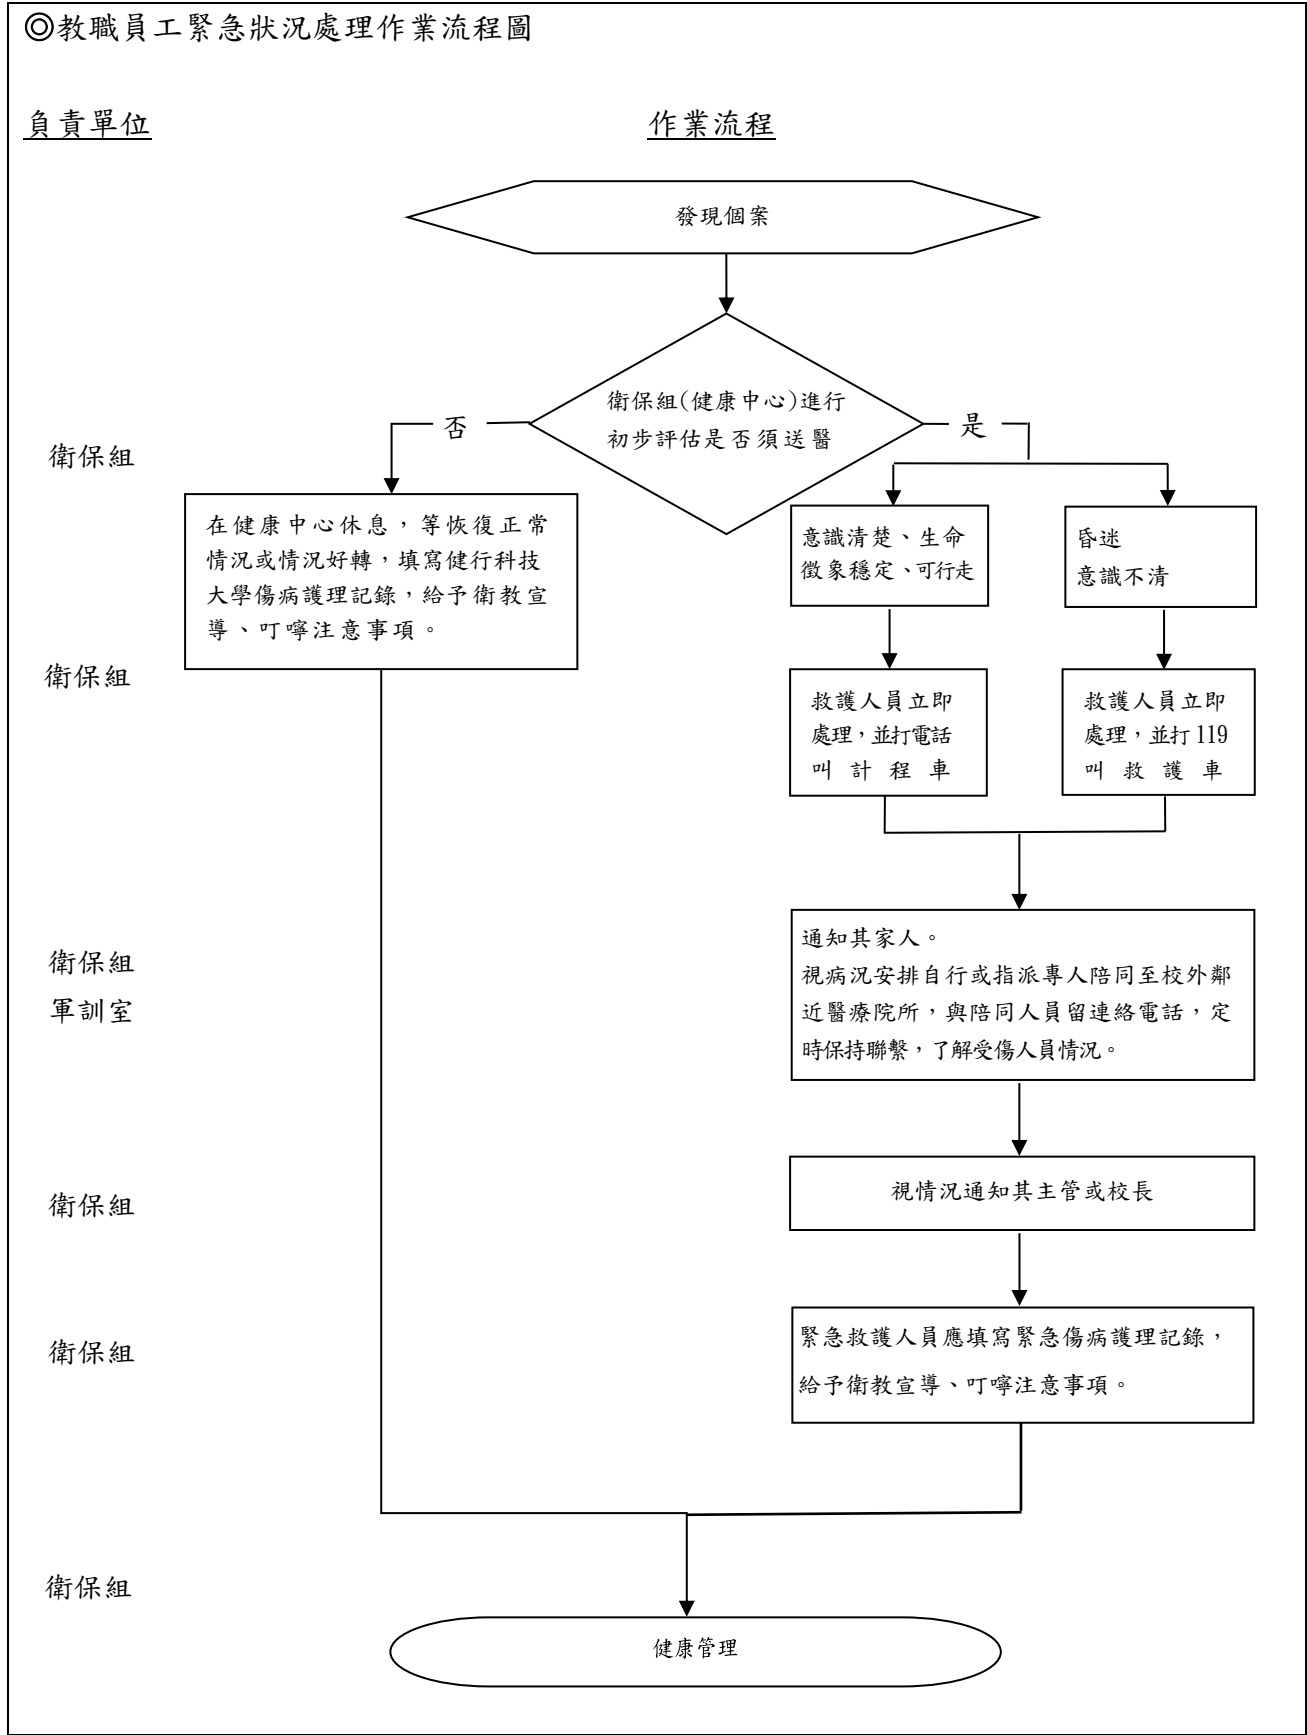 ◎教職員工緊急狀況處理作業流程圖
負責單位
作業流程
發現個案
衛保組(健康中心)進行
初步評估是否須送醫
否
是
衛保組
在健康中心休息，等恢復正常
情況或情況好轉，填寫健行科技
大學傷病護理記錄，給予衛教宣
導、叮嚀注意事項。
意識清楚、生命
徵象穩定、可行走
昏迷
意識不清
衛保組
救護人員立即
處理，並打電話
叫計程車
救護人員立即
處理，並打119
叫救護車
衛保組
軍訓室
通知其家人。
視病況安排自行或指派專人陪同至校外鄰
近醫療院所，與陪同人員留連絡電話，定
時保持聯繫，了解受傷人員情況。
衛保組
視情況通知其主管或校長
衛保組
緊急救護人員應填寫緊急傷病護理記錄，
給予衛教宣導、叮嚀注意事項。
衛保組
健康管理